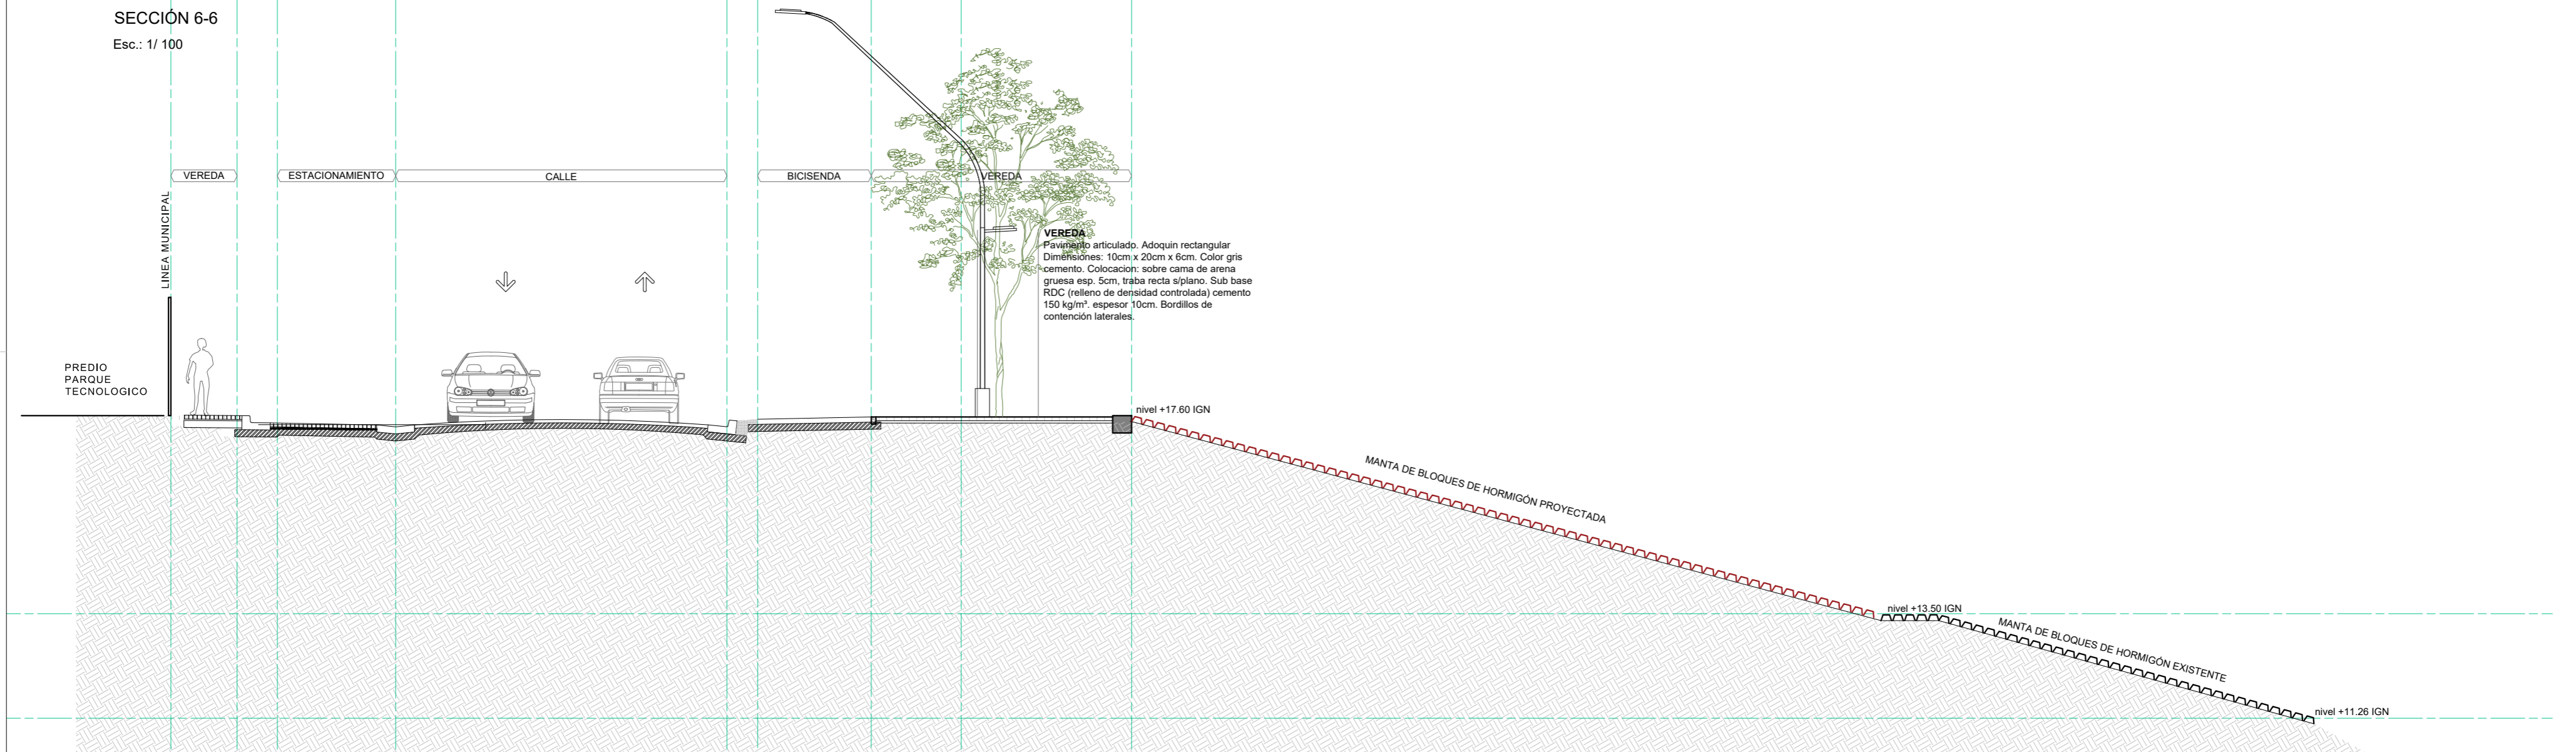 SECCIÓN 6-6
Esc.: 1/ 100
VEREDA
ESTACIONAMIENTO
CALLE
BICISENDA
VEREDA
LINEA MUNICIPAL
VEREDA
Pavimento articulado. Adoquin rectangular
Dimensiones: 10cm x 20cm x 6cm. Color gris
cemento. Colocacion: sobre cama de arena
gruesa esp. 5cm, traba recta s/plano. Sub base
RDC (relleno de densidad controlada) cemento
150 kg/m³. espesor 10cm. Bordillos de
contención laterales.
PREDIO
PARQUE
TECNOLOGICO
nivel +17.60 IGN
MANTA DE BLOQUES DE HORMIGÓN PROYECTADA
nivel +13.50 IGN
MANTA DE BLOQUES DE HORMIGÓN EXISTENTE
nivel +11.26 IGN